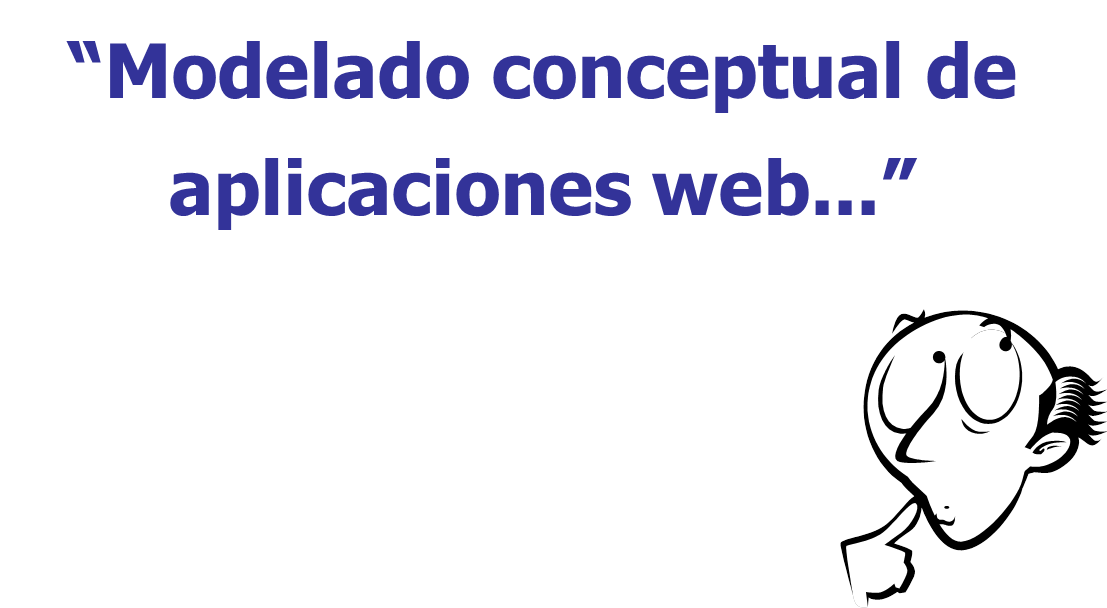 “Modelado conceptual de
aplicaciones web...”